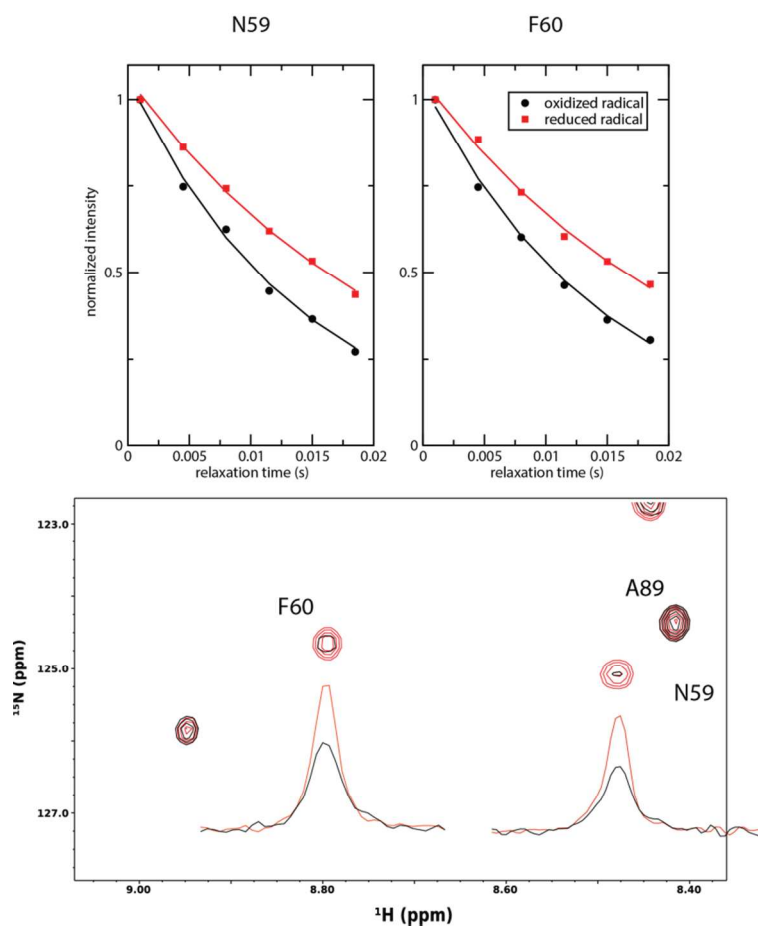 N59
F60
normalized intensity
1
0.5
0
0
0.005
0.01
0.015
0.02
relaxation time (s)
1
0.5
0
0
0.005
0.01
0.015
0.02
relaxation time (s)
oxidized radical
reduced radical
¹⁵N (ppm)
123.0
125.0
127.0
F60
A89
N59
9.00
8.80
8.60
8.40
¹H (ppm)